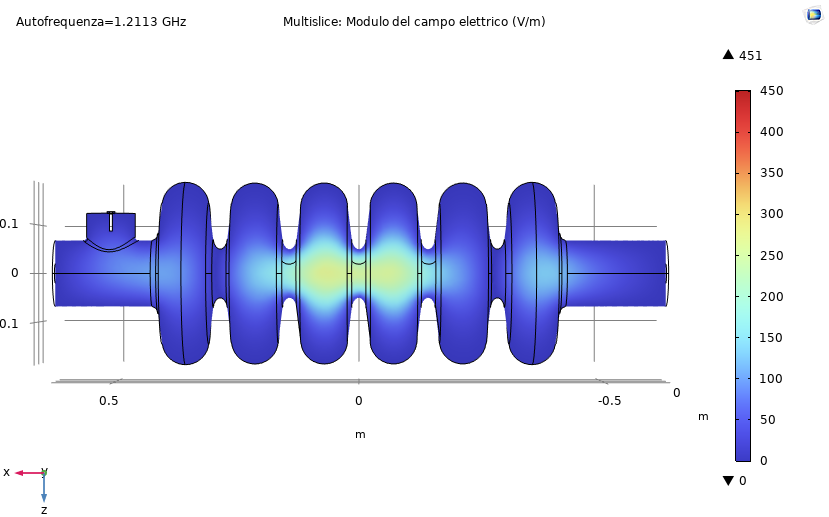 Autofrequenza=1.2113 GHz
Multislice: Modulo del campo elettrico (V/m)
▲ 451
450
400
350
300
250
200
150
100
50
0
▼ 0
0.1
0
0.1
0.5
0
-0.5
0
m
m
x
y
z